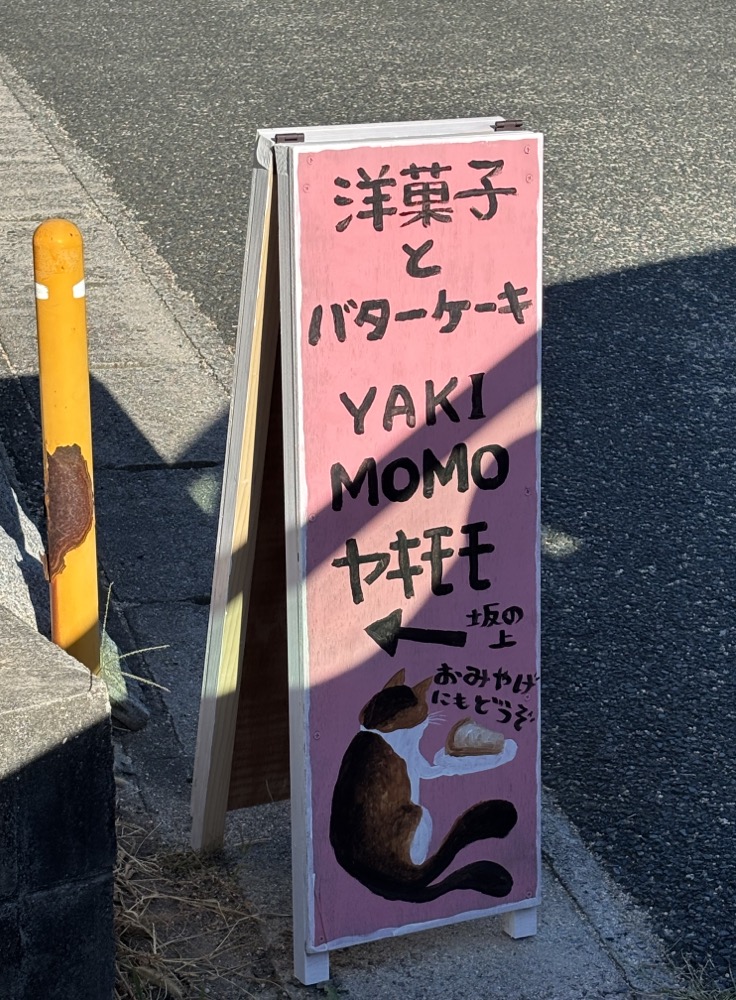 洋菓子
と
バターケーキ
YAKI
MOMO
ヤキモモ
坂の
上
おみやげ
にもどうぞ